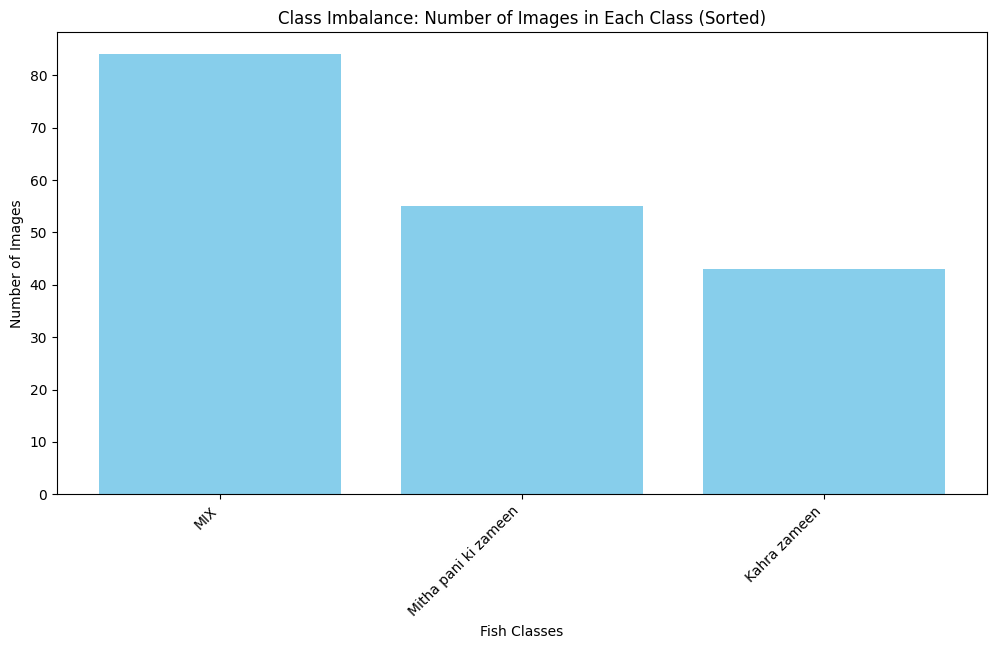 Class Imbalance: Number of Images in Each Class (Sorted)
Number of Images
80
70
60
50
40
30
20
10
0
MIX
Mitha pani ki zameen
Kahra zameen
Fish Classes